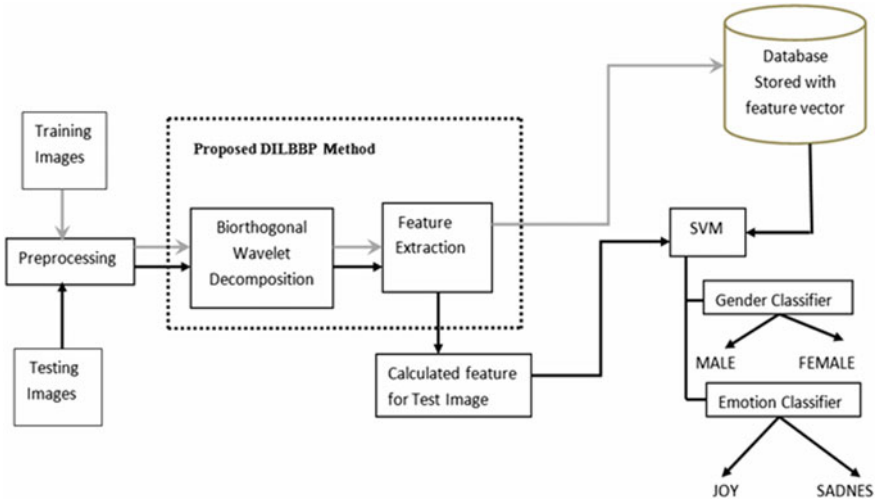 Database
Stored with
feature vector
Training
Images
Proposed DILBBP Method
Preprocessing
Biorthogonal
Wavelet
Decomposition
Feature
Extraction
SVM
Testing
Images
Calculated feature
for Test Image
Gender Classifier
MALE
FEMALE
Emotion Classifier
JOY
SADNES